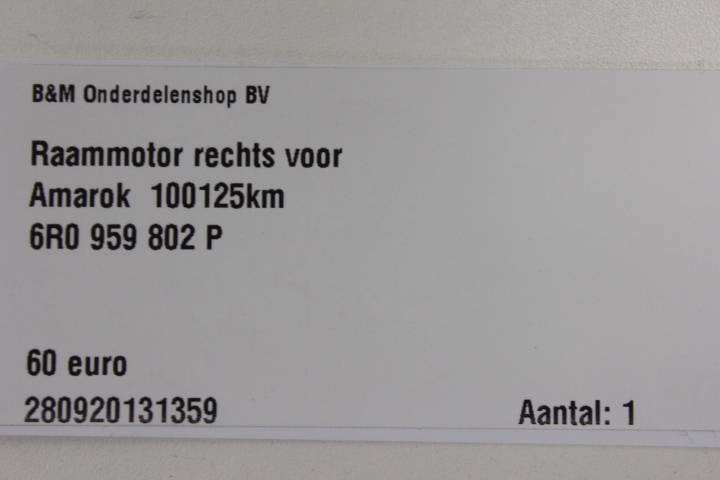 B&M Onderdelenshop BV
Raammotor rechts voor
Amarok 100125km
6R0 959 802 P
60 euro
280920131359 Aantal: 1